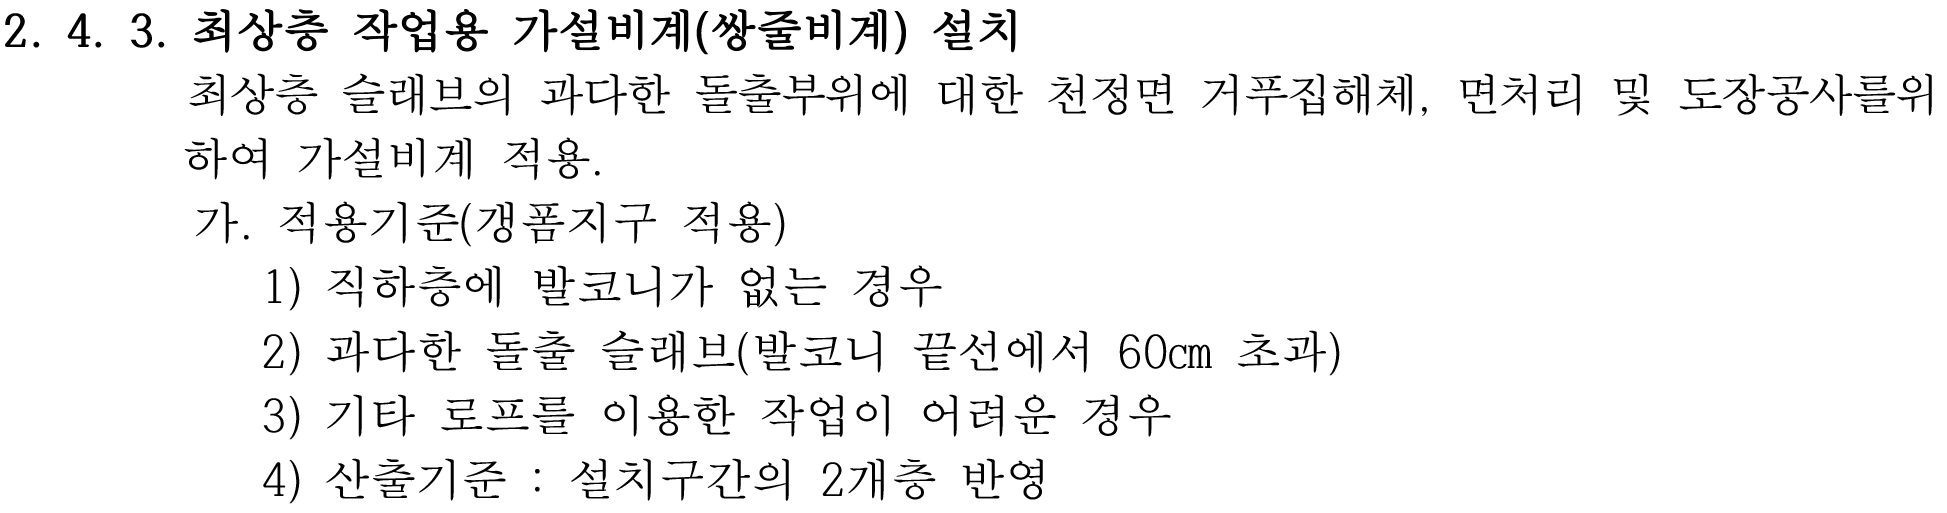 2. 4. 3. 최상층 작업용 가설비계(쌍줄비계) 설치
최상층 슬래브의 과다한 돌출부위에 대한 천정면 거푸집해체, 면처리 및 도장공사를위
하여 가설비계 적용.
가. 적용기준(갱폼지구 적용)
1) 직하층에 발코니가 없는 경우
2) 과다한 돌출 슬래브(발코니 끝선에서 60㎝ 초과)
3) 기타 로프를 이용한 작업이 어려운 경우
4) 산출기준 : 설치구간의 2개층 반영